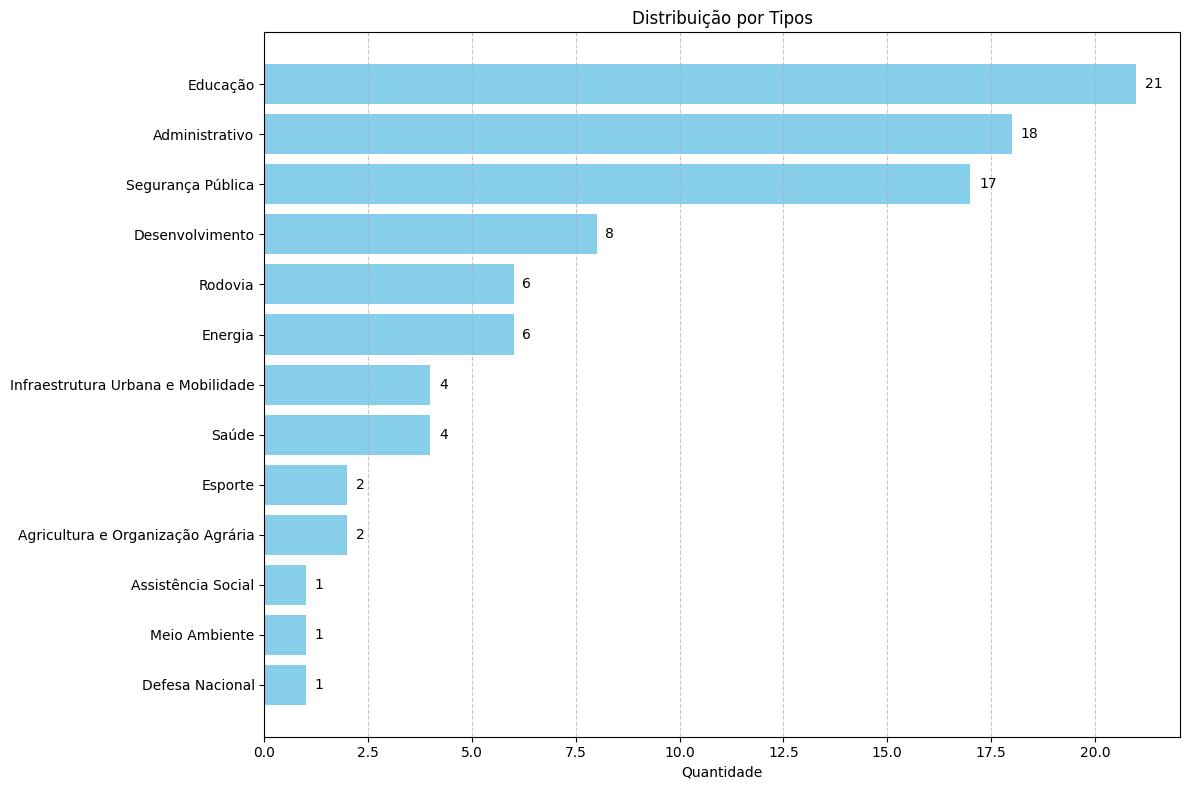 Distribuição por Tipos
Educação 21
Administrativo 18
Segurança Pública 17
Desenvolvimento 8
Rodovia 6
Energia 6
Infraestrutura Urbana e Mobilidade 4
Saúde 4
Esporte 2
Agricultura e Organização Agrária 2
Assistência Social 1
Meio Ambiente 1
Defesa Nacional 1
0.0 2.5 5.0 7.5 10.0 12.5 15.0 17.5 20.0
Quantidade